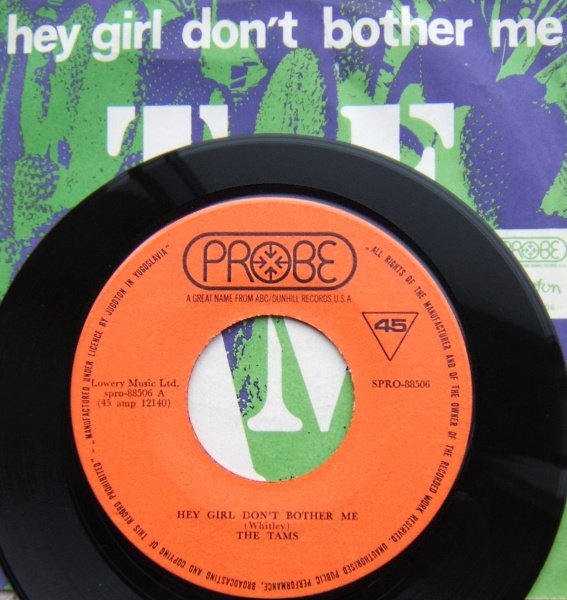 hey girl don't bother me
T F
PROBE
PROBE
A GREAT NAME FROM ABC/DUNHILL RECORDS, U.S.A.
"MANUFACTURED UNDER LICENCE BY JUGOTON IN YUGOSLAVIA"
"ALL RIGHTS OF THE MANUFACTURER AND OF THE OWNER OF THE RECORDED WORK RESERVED. UNAUTHORISED PUBLIC PERFORMANCE, BROADCASTING AND COPYING OF THIS RECORD PROHIBITED"
45
Lowery Music Ltd.
spro-88506 A
(45 amp 12140)
SPRO-88506
M
HEY GIRL DON'T BOTHER ME
(Whitley)
THE TAMS